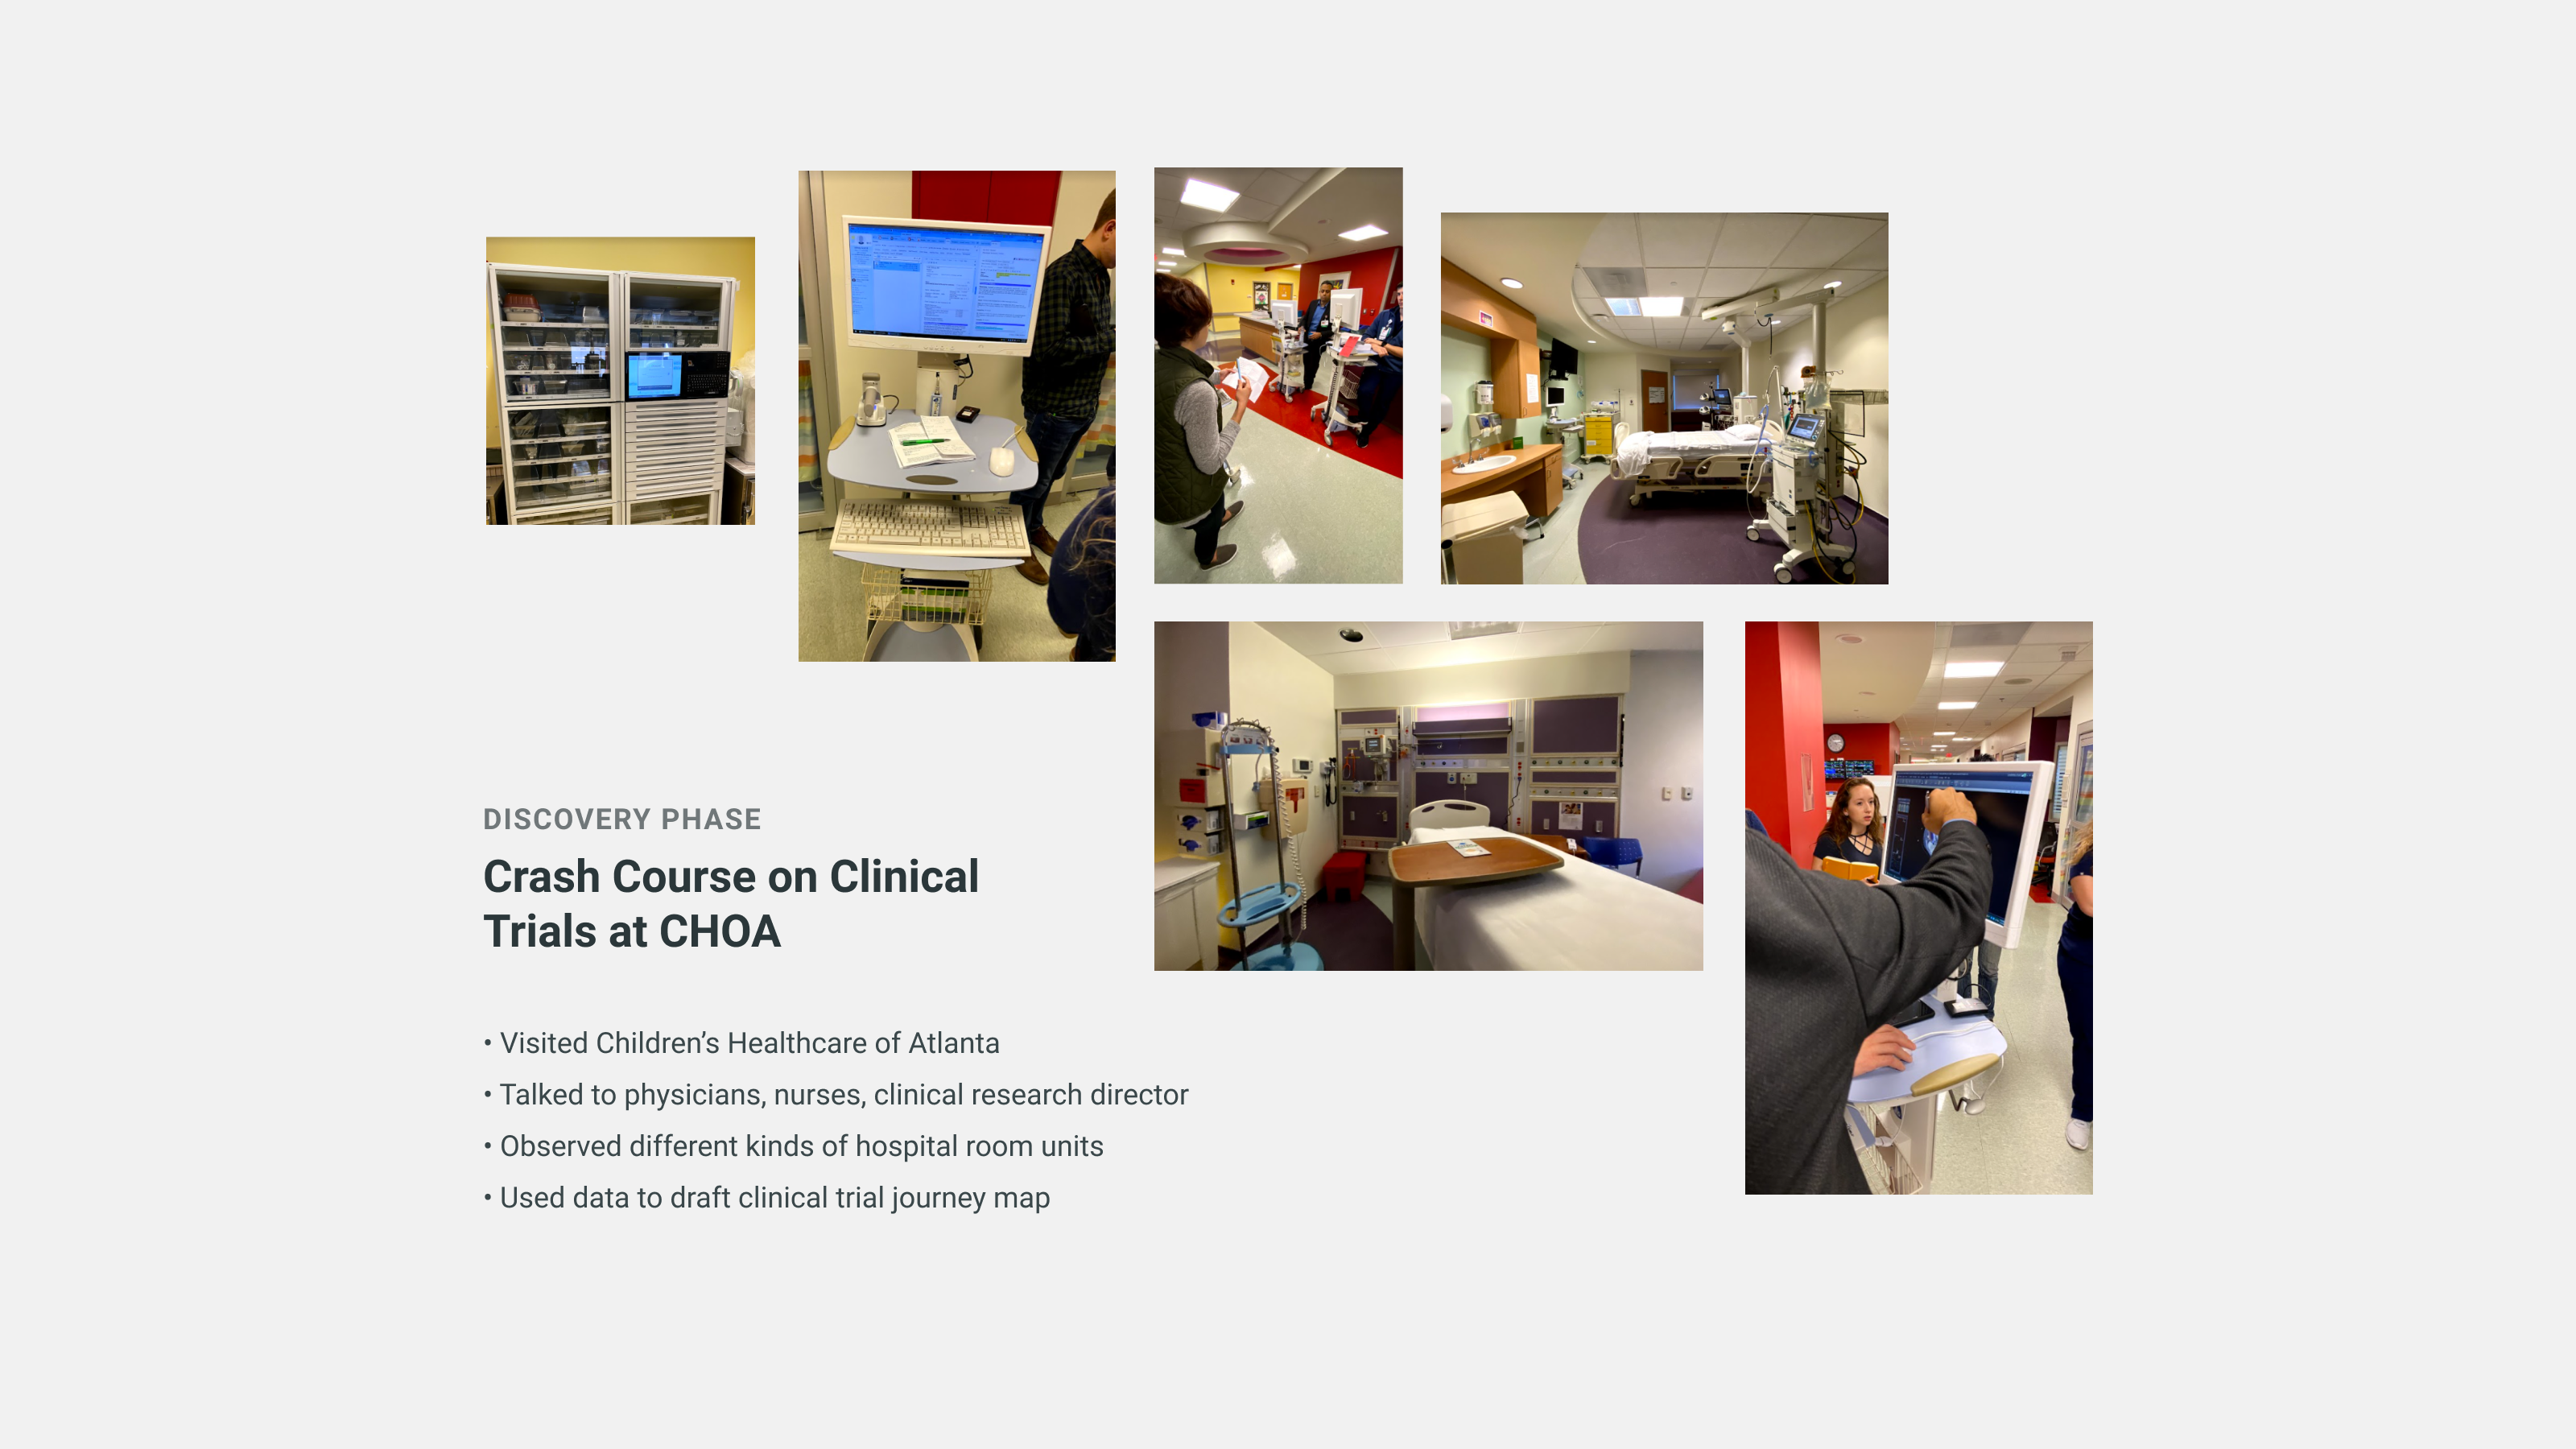 DISCOVERY PHASE
Crash Course on Clinical
Trials at CHOA
• Visited Children’s Healthcare of Atlanta
• Talked to physicians, nurses, clinical research director
• Observed different kinds of hospital room units
• Used data to draft clinical trial journey map